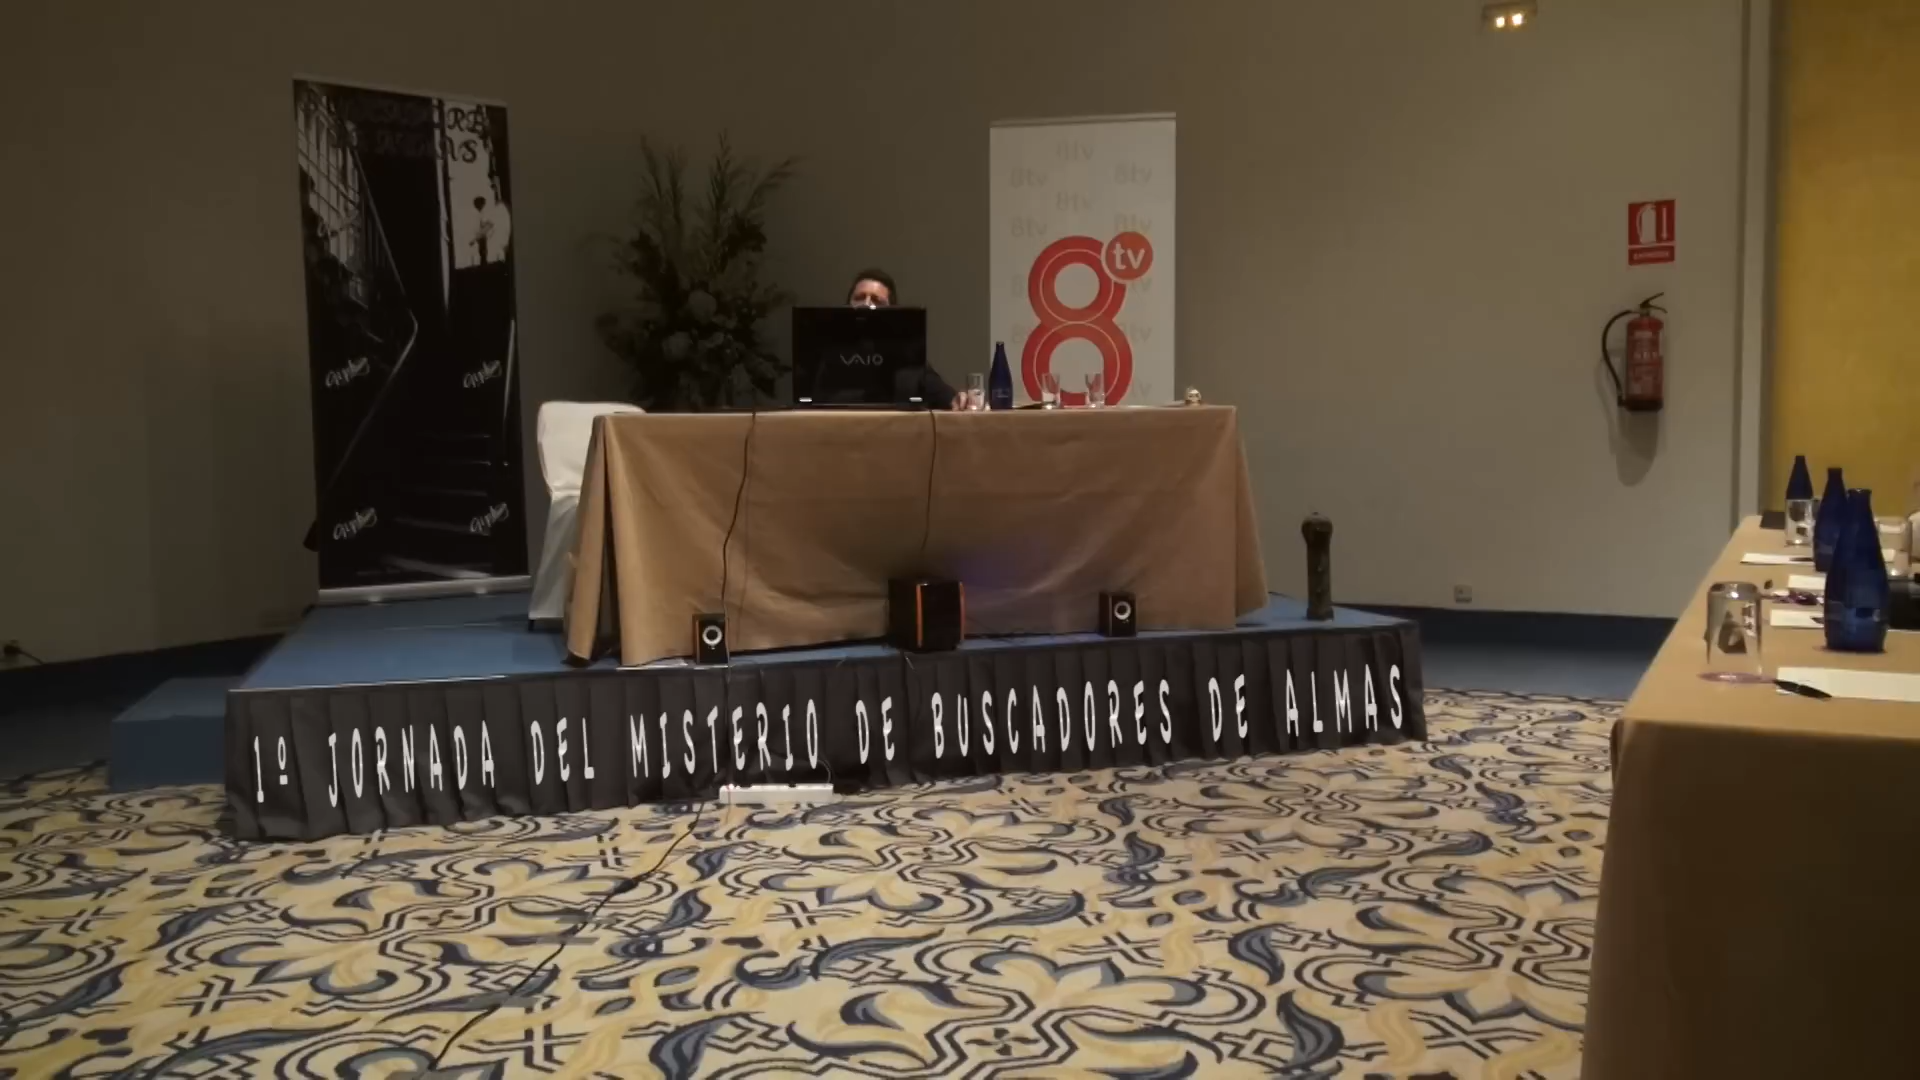 8tv
VAIO
1º JORNADA DEL MISTERIO DE BUSCADORES DE ALMAS